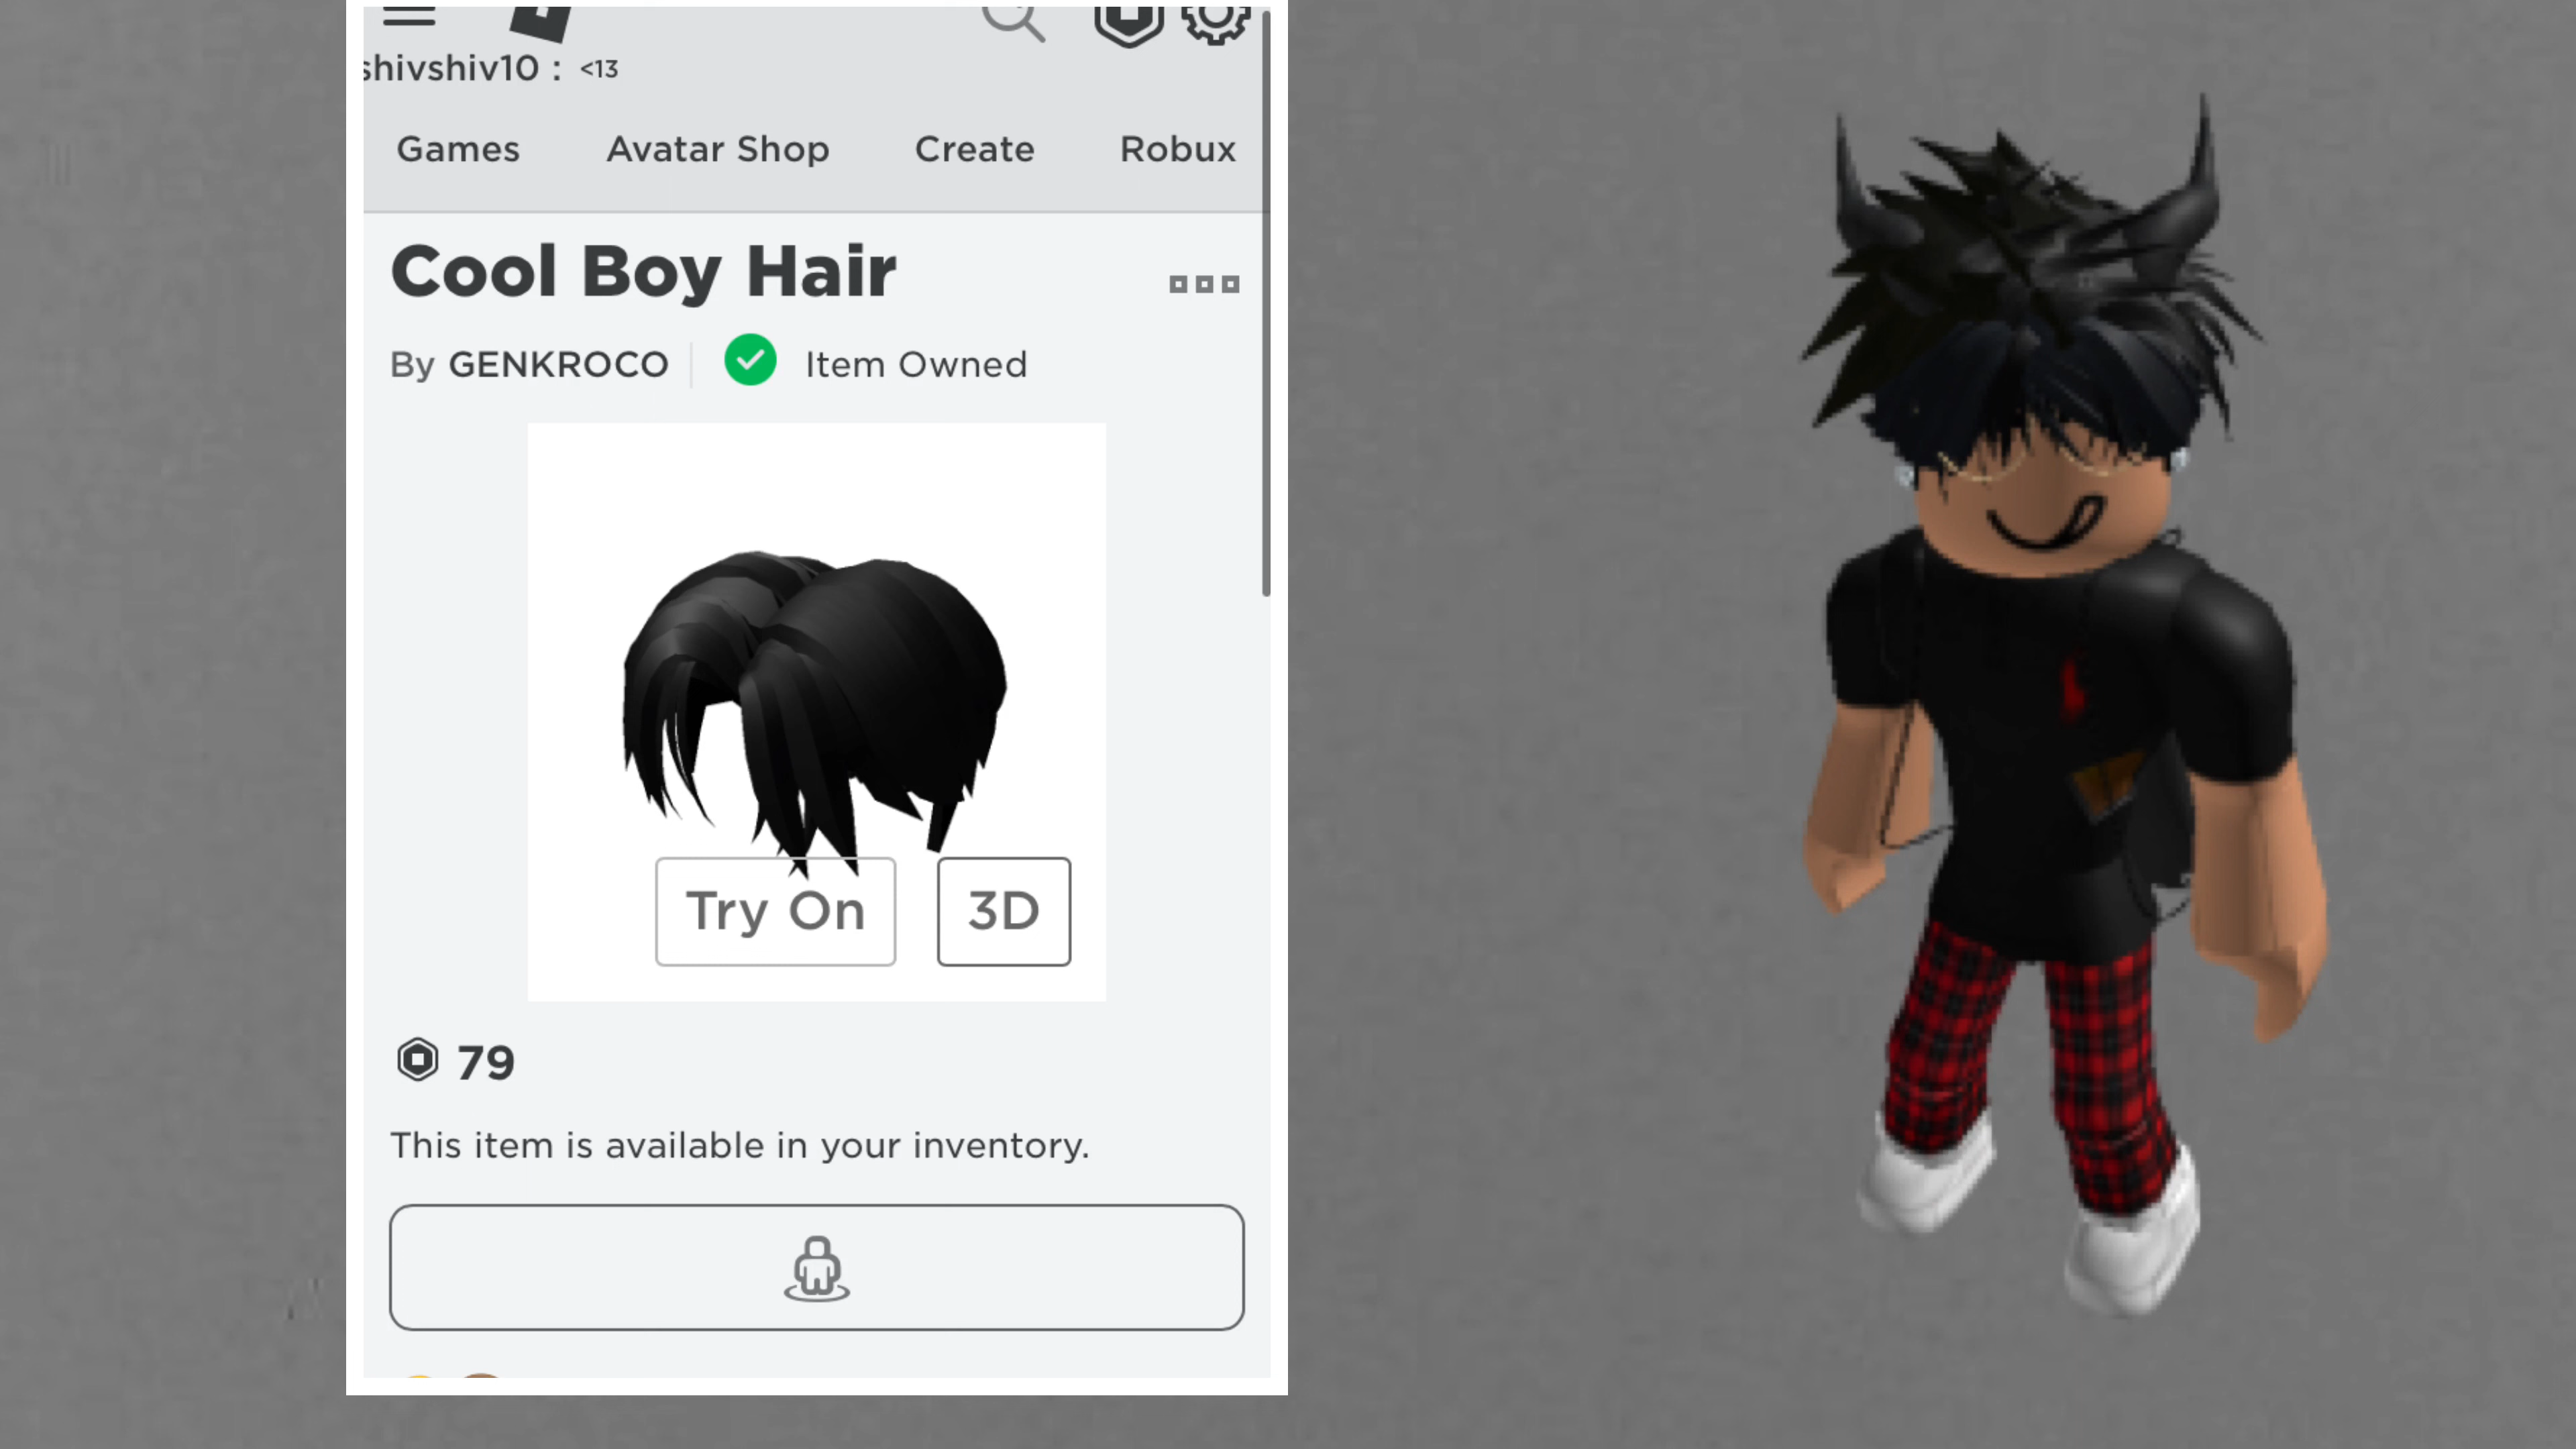 shivshiv10 : <13
Games Avatar Shop Create Robux
Cool Boy Hair
By GENKROCO Item Owned
Try On 3D
79
This item is available in your inventory.